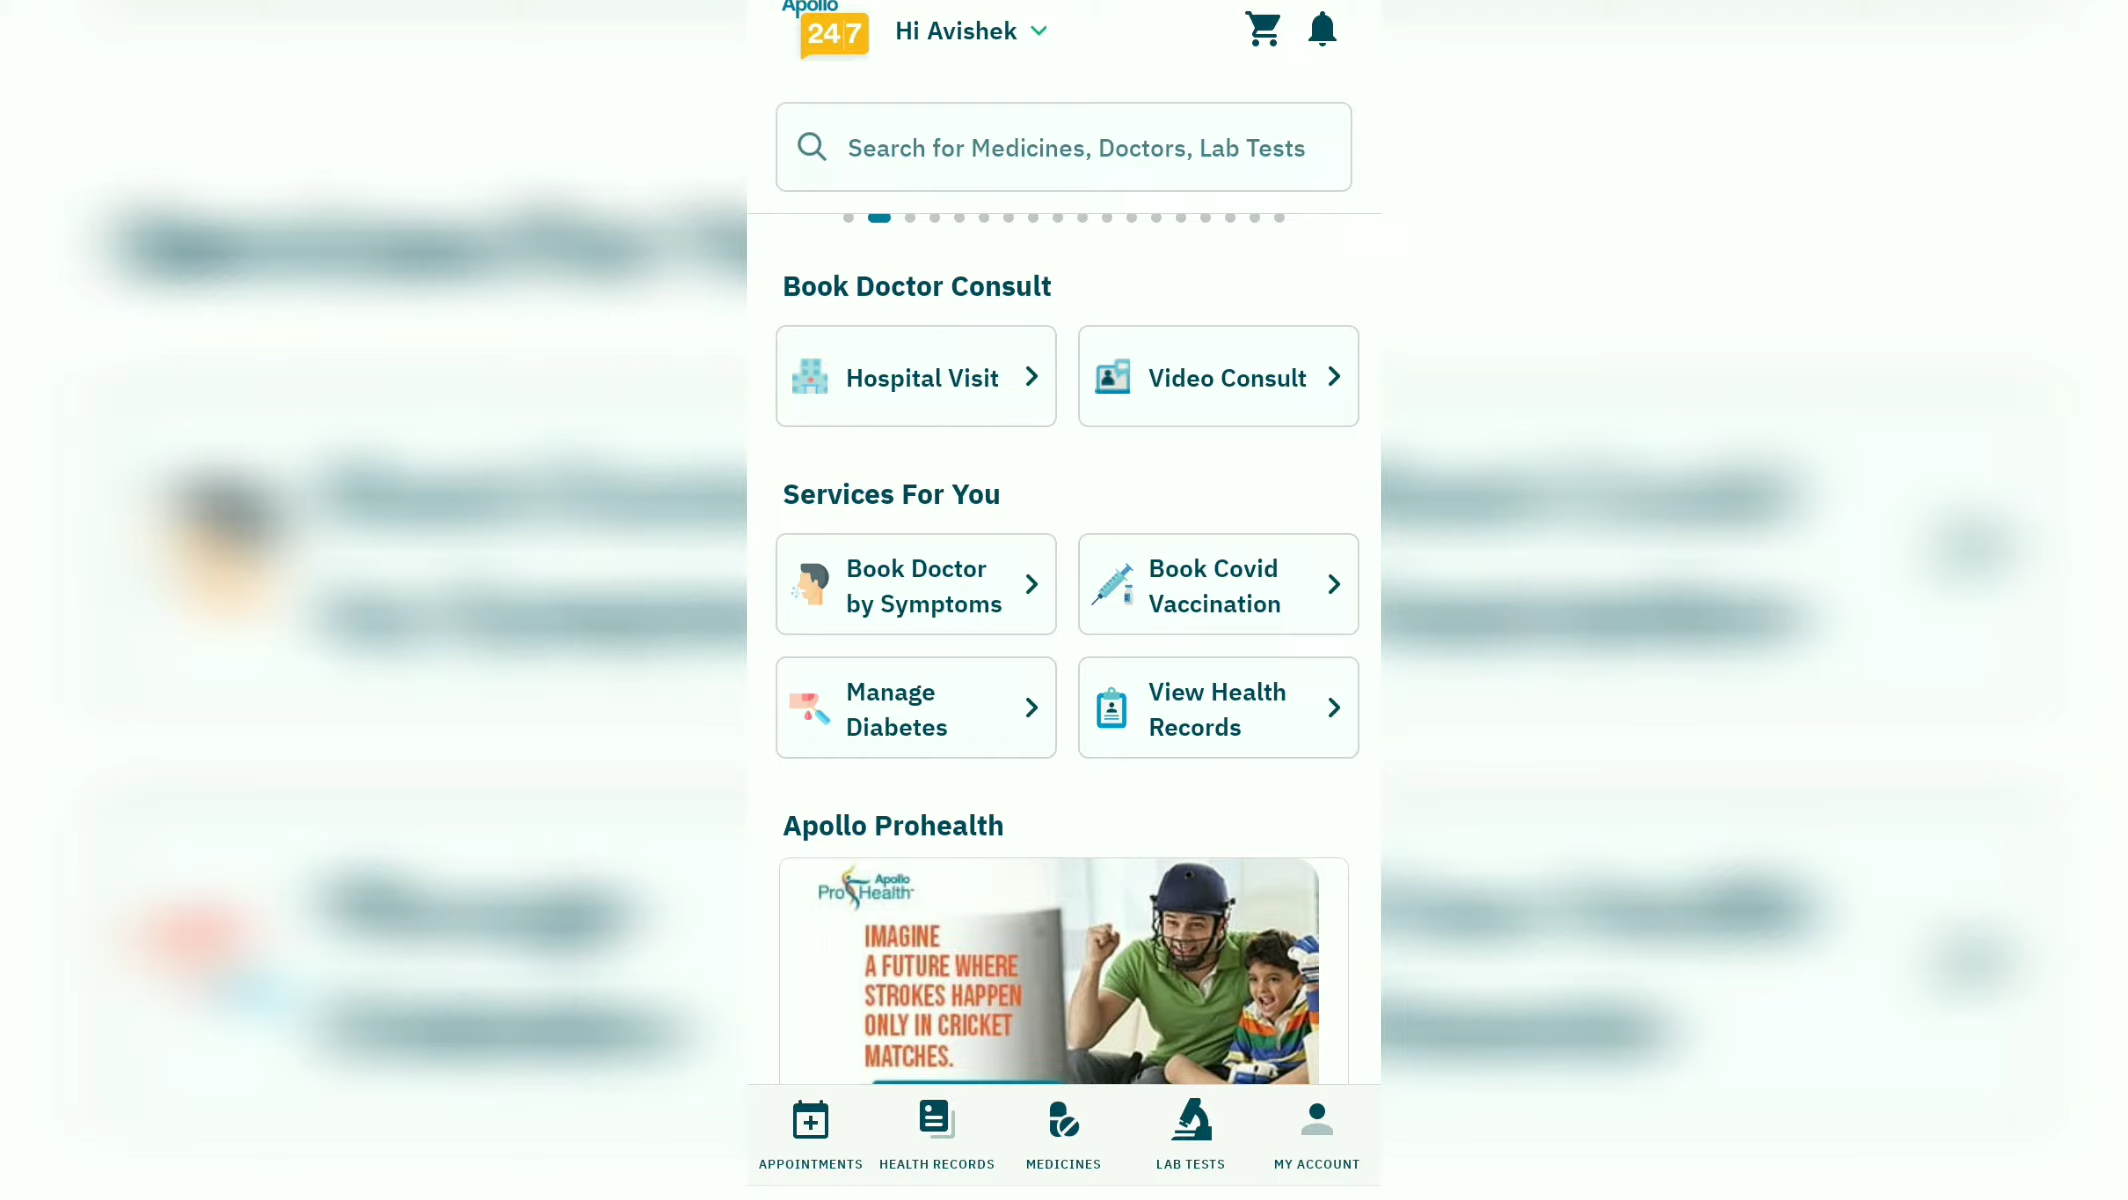 Apollo
24|7
Hi Avishek
Search for Medicines, Doctors, Lab Tests
Book Doctor Consult
Hospital Visit
Video Consult
Services For You
Book Doctor
by Symptoms
Book Covid
Vaccination
Manage
Diabetes
View Health
Records
Apollo Prohealth
Apollo
ProHealth
IMAGINE
A FUTURE WHERE
STROKES HAPPEN
ONLY IN CRICKET
MATCHES.
APPOINTMENTS
HEALTH RECORDS
MEDICINES
LAB TESTS
MY ACCOUNT